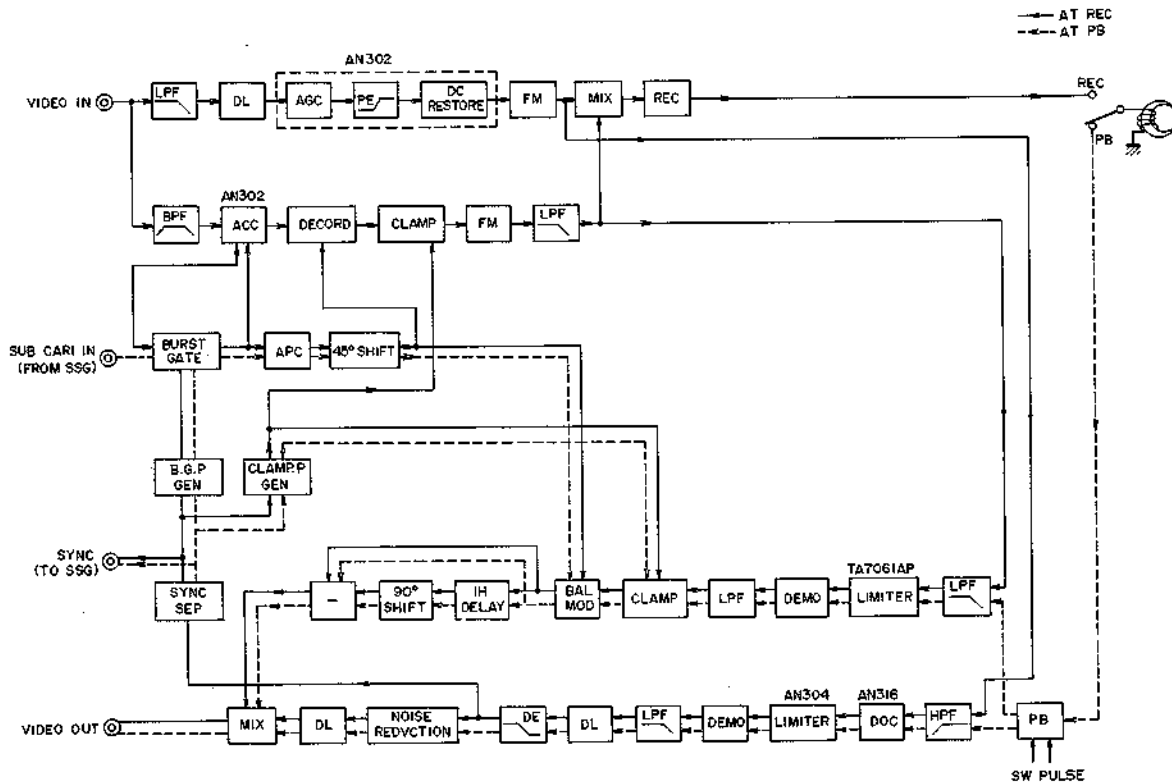 AT REC
AT PB
AN302
VIDEO IN
LPF
DL
AGC
PE
DC RESTORE
FM
MIX
REC
REC
PB
AN302
BPF
ACC
DECORD
CLAMP
FM
LPF
SUB CARI IN
(FROM SSG)
BURST GATE
APC
45° SHIFT
B.G.P GEN
CLAMP.P GEN
SYNC
(TO SSG)
SYNC SEP
TA7061AP
—
90° SHIFT
1H DELAY
BAL MOD
CLAMP
LPF
DEMO
LIMITER
LPF
AN304
AN316
VIDEO OUT
MIX
DL
NOISE REDVCTION
DE
DL
LPF
DEMO
LIMITER
DOC
HPF
PB
SW PULSE